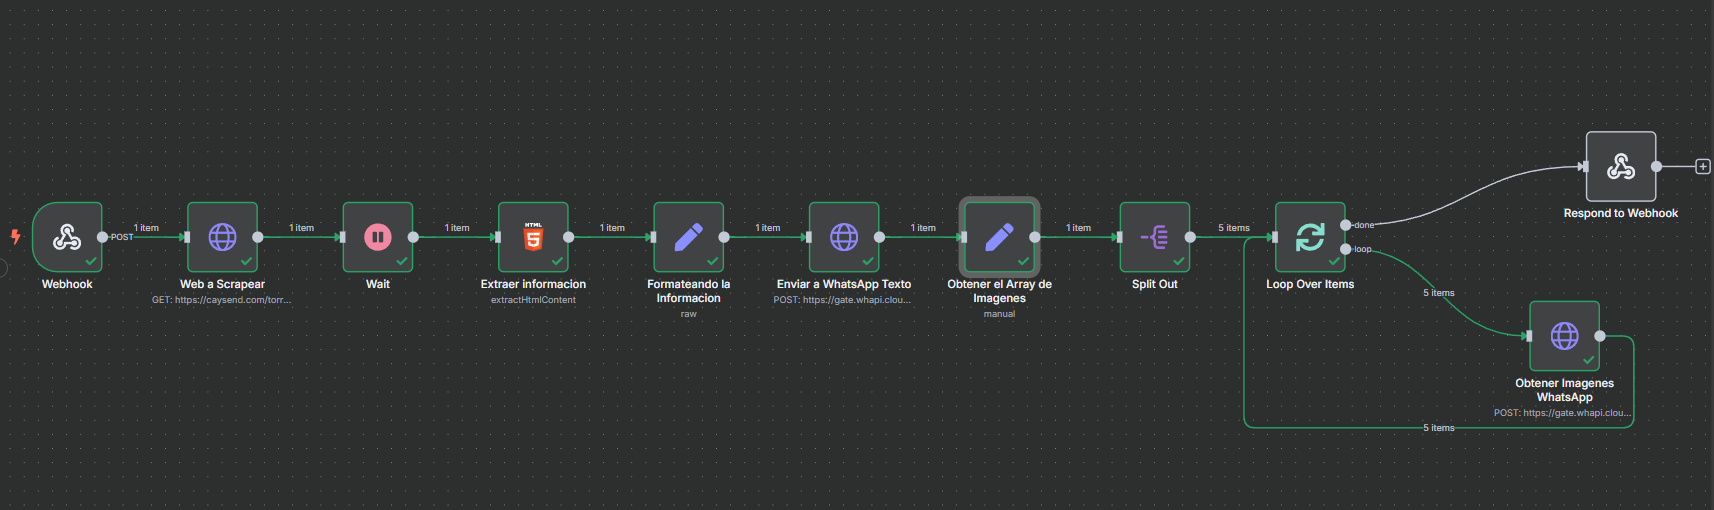 POST
1 item
1 item
1 item
1 item
1 item
1 item
1 item
5 items
done
loop
5 items
5 items
Webhook
Web a Scrapear
GET: https://caysend.com/torr...
Wait
HTML
5
Extraer informacion
extractHtmlContent
Formateando la
Informacion
raw
Enviar a WhatsApp Texto
POST: https://gate.whapi.clou...
Obtener el Array de
Imagenes
manual
Split Out
Loop Over Items
Respond to Webhook
Obtener Imagenes
WhatsApp
POST: https://gate.whapi.clou...